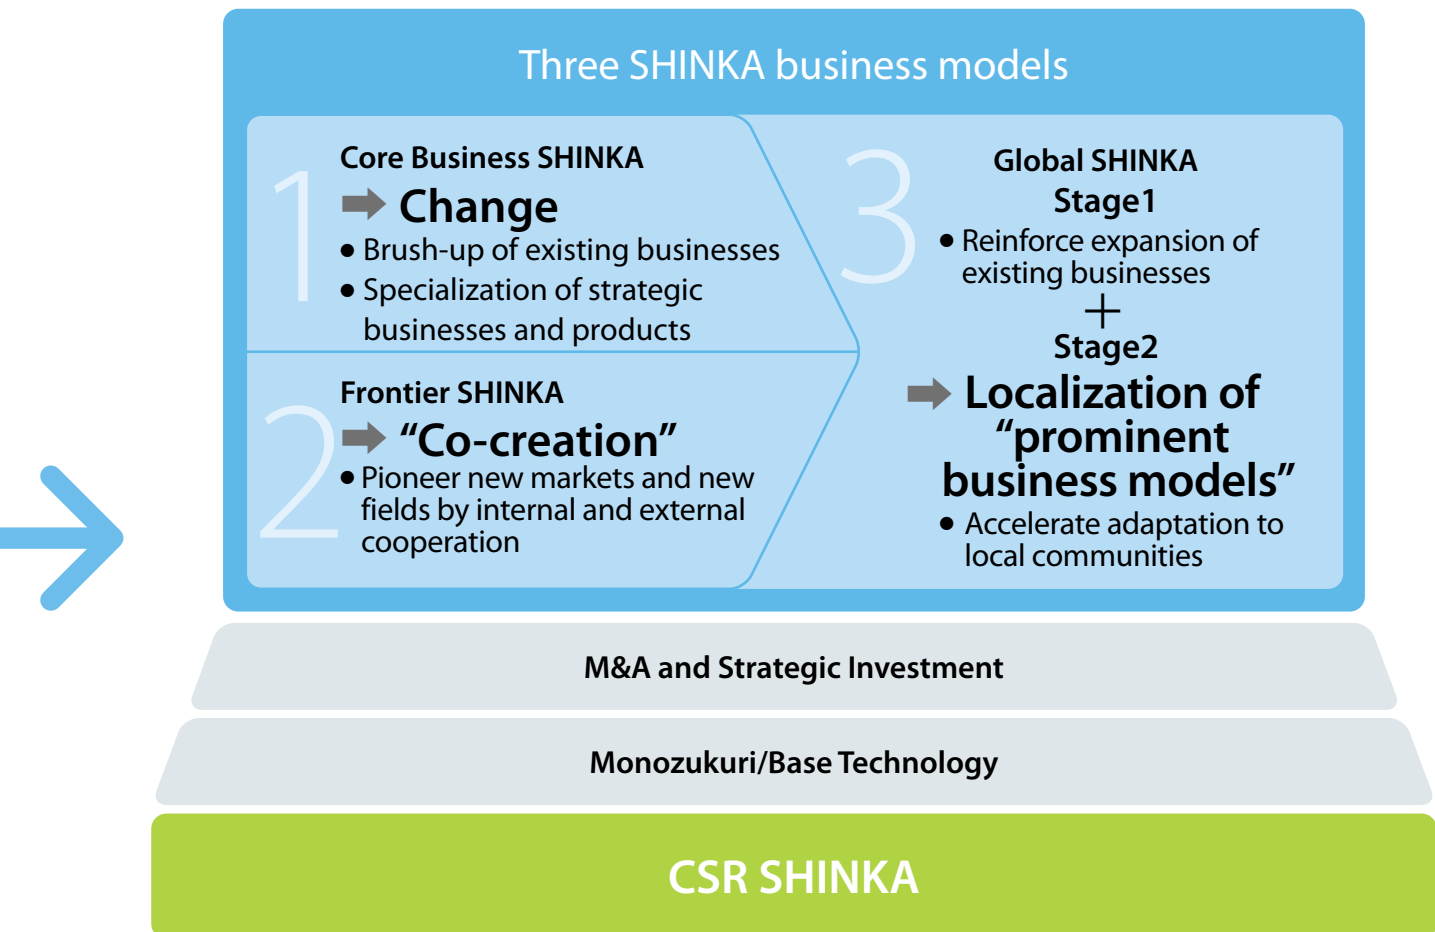 Three SHINKA business models
1
Core Business SHINKA
Change
• Brush-up of existing businesses
• Specialization of strategic
businesses and products
2
Frontier SHINKA
“Co-creation”
• Pioneer new markets and new
fields by internal and external
cooperation
3
Global SHINKA
Stage1
• Reinforce expansion of
existing businesses
+
Stage2
Localization of
“prominent
business models”
• Accelerate adaptation to
local communities
M&A and Strategic Investment
Monozukuri/Base Technology
CSR SHINKA